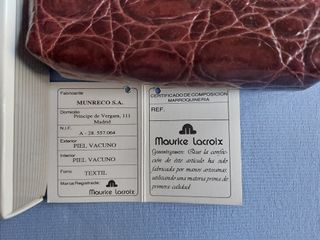 Fabricante
MUNRECO S.A.
Domicilio
Príncipe de Vergara, 111
Madrid
N.I.F.
A - 28. 557.064
Exterior
PIEL VACUNO
Interior
PIEL VACUNO
Forro
TEXTIL
Marca Registrada:
Maurice Lacroix
CERTIFICADO DE COMPOSICIÓN
MARROQUINERIA
REF.
Maurice Lacroix
Garantizamos: Que la confec-
ción de éste artículo ha sido
fabricada por manos artesanas
utilizando una materia prima de
primera calidad